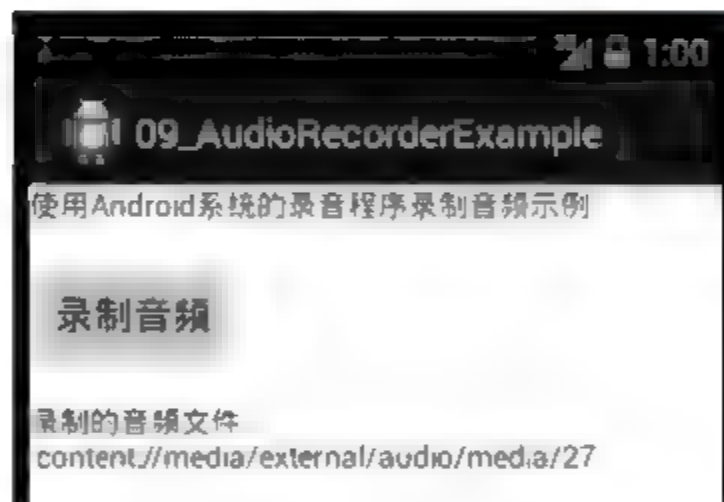 1:00
09_AudioRecorderExample
使用Android系统的录音程序录制音频示例
录制音频
录制的音频文件
content://media/external/audio/media/27